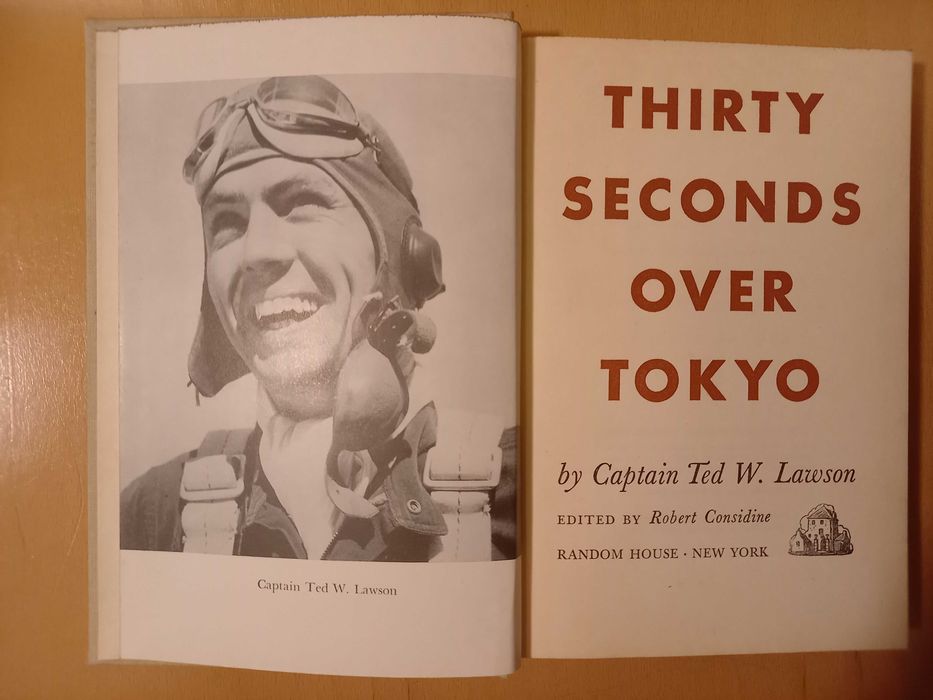 Captain Ted W. Lawson
THIRTY
SECONDS
OVER
TOKYO
by Captain Ted W. Lawson
EDITED BY Robert Considine
RANDOM HOUSE · NEW YORK